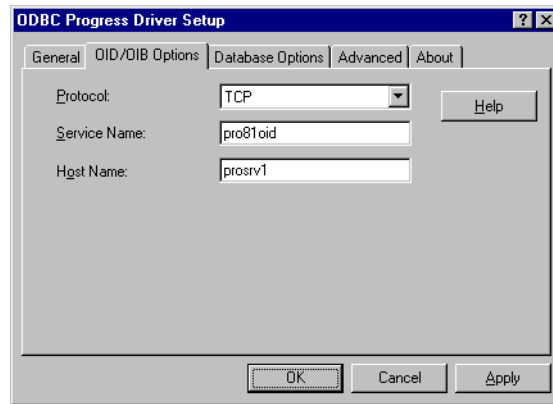 ODBC Progress Driver Setup
General OID/OIB Options Database Options Advanced About
Protocol: TCP
Help
Service Name: pro81oid
Host Name: prosrv1
OK Cancel Apply